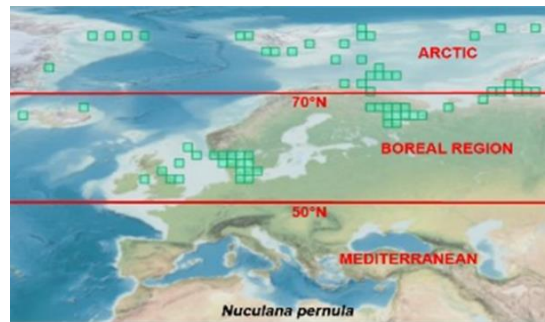 ARCTIC
70°N
BOREAL REGION
50°N
MEDITERRANEAN
Nuculana pernula